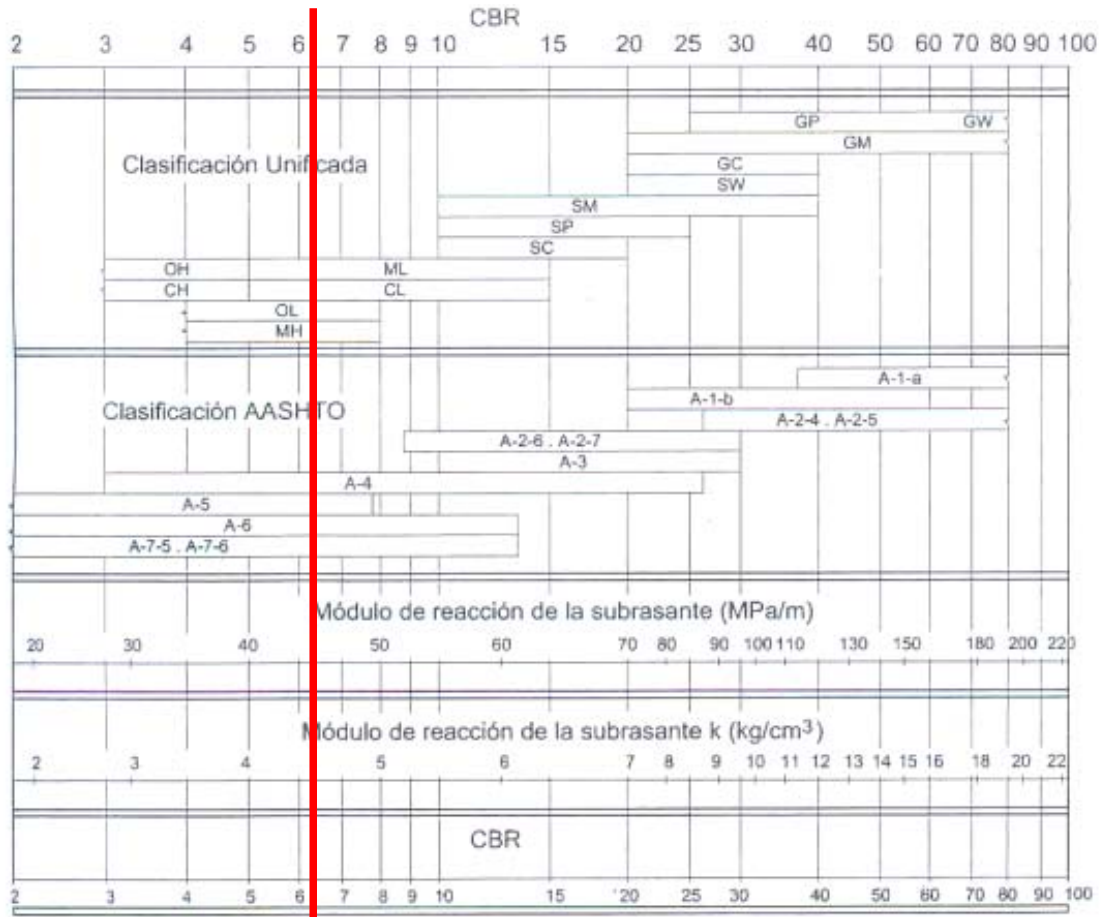 CBR
2 3 4 5 6 7 8 9 10 15 20 25 30 40 50 60 70 80 90 100
GP GW
GM
Clasificación Unificada
GC
SW
SM
SP
SC
OH ML
CH CL
OL
MH
A-1-a
A-1-b
Clasificación AASHTO
A-2-4 . A-2-5
A-2-6 . A-2-7
A-3
A-4
A-5
A-6
A-7-5 . A-7-6
Módulo de reacción de la subrasante (MPa/m)
20 30 40 50 60 70 80 90 100 110 130 150 180 200 220
Módulo de reacción de la subrasante k (kg/cm³)
2 3 4 5 6 7 8 9 10 11 12 13 14 15 16 18 20 22
CBR
2 3 4 5 6 7 8 9 10 15 20 25 30 40 50 60 70 80 90 100